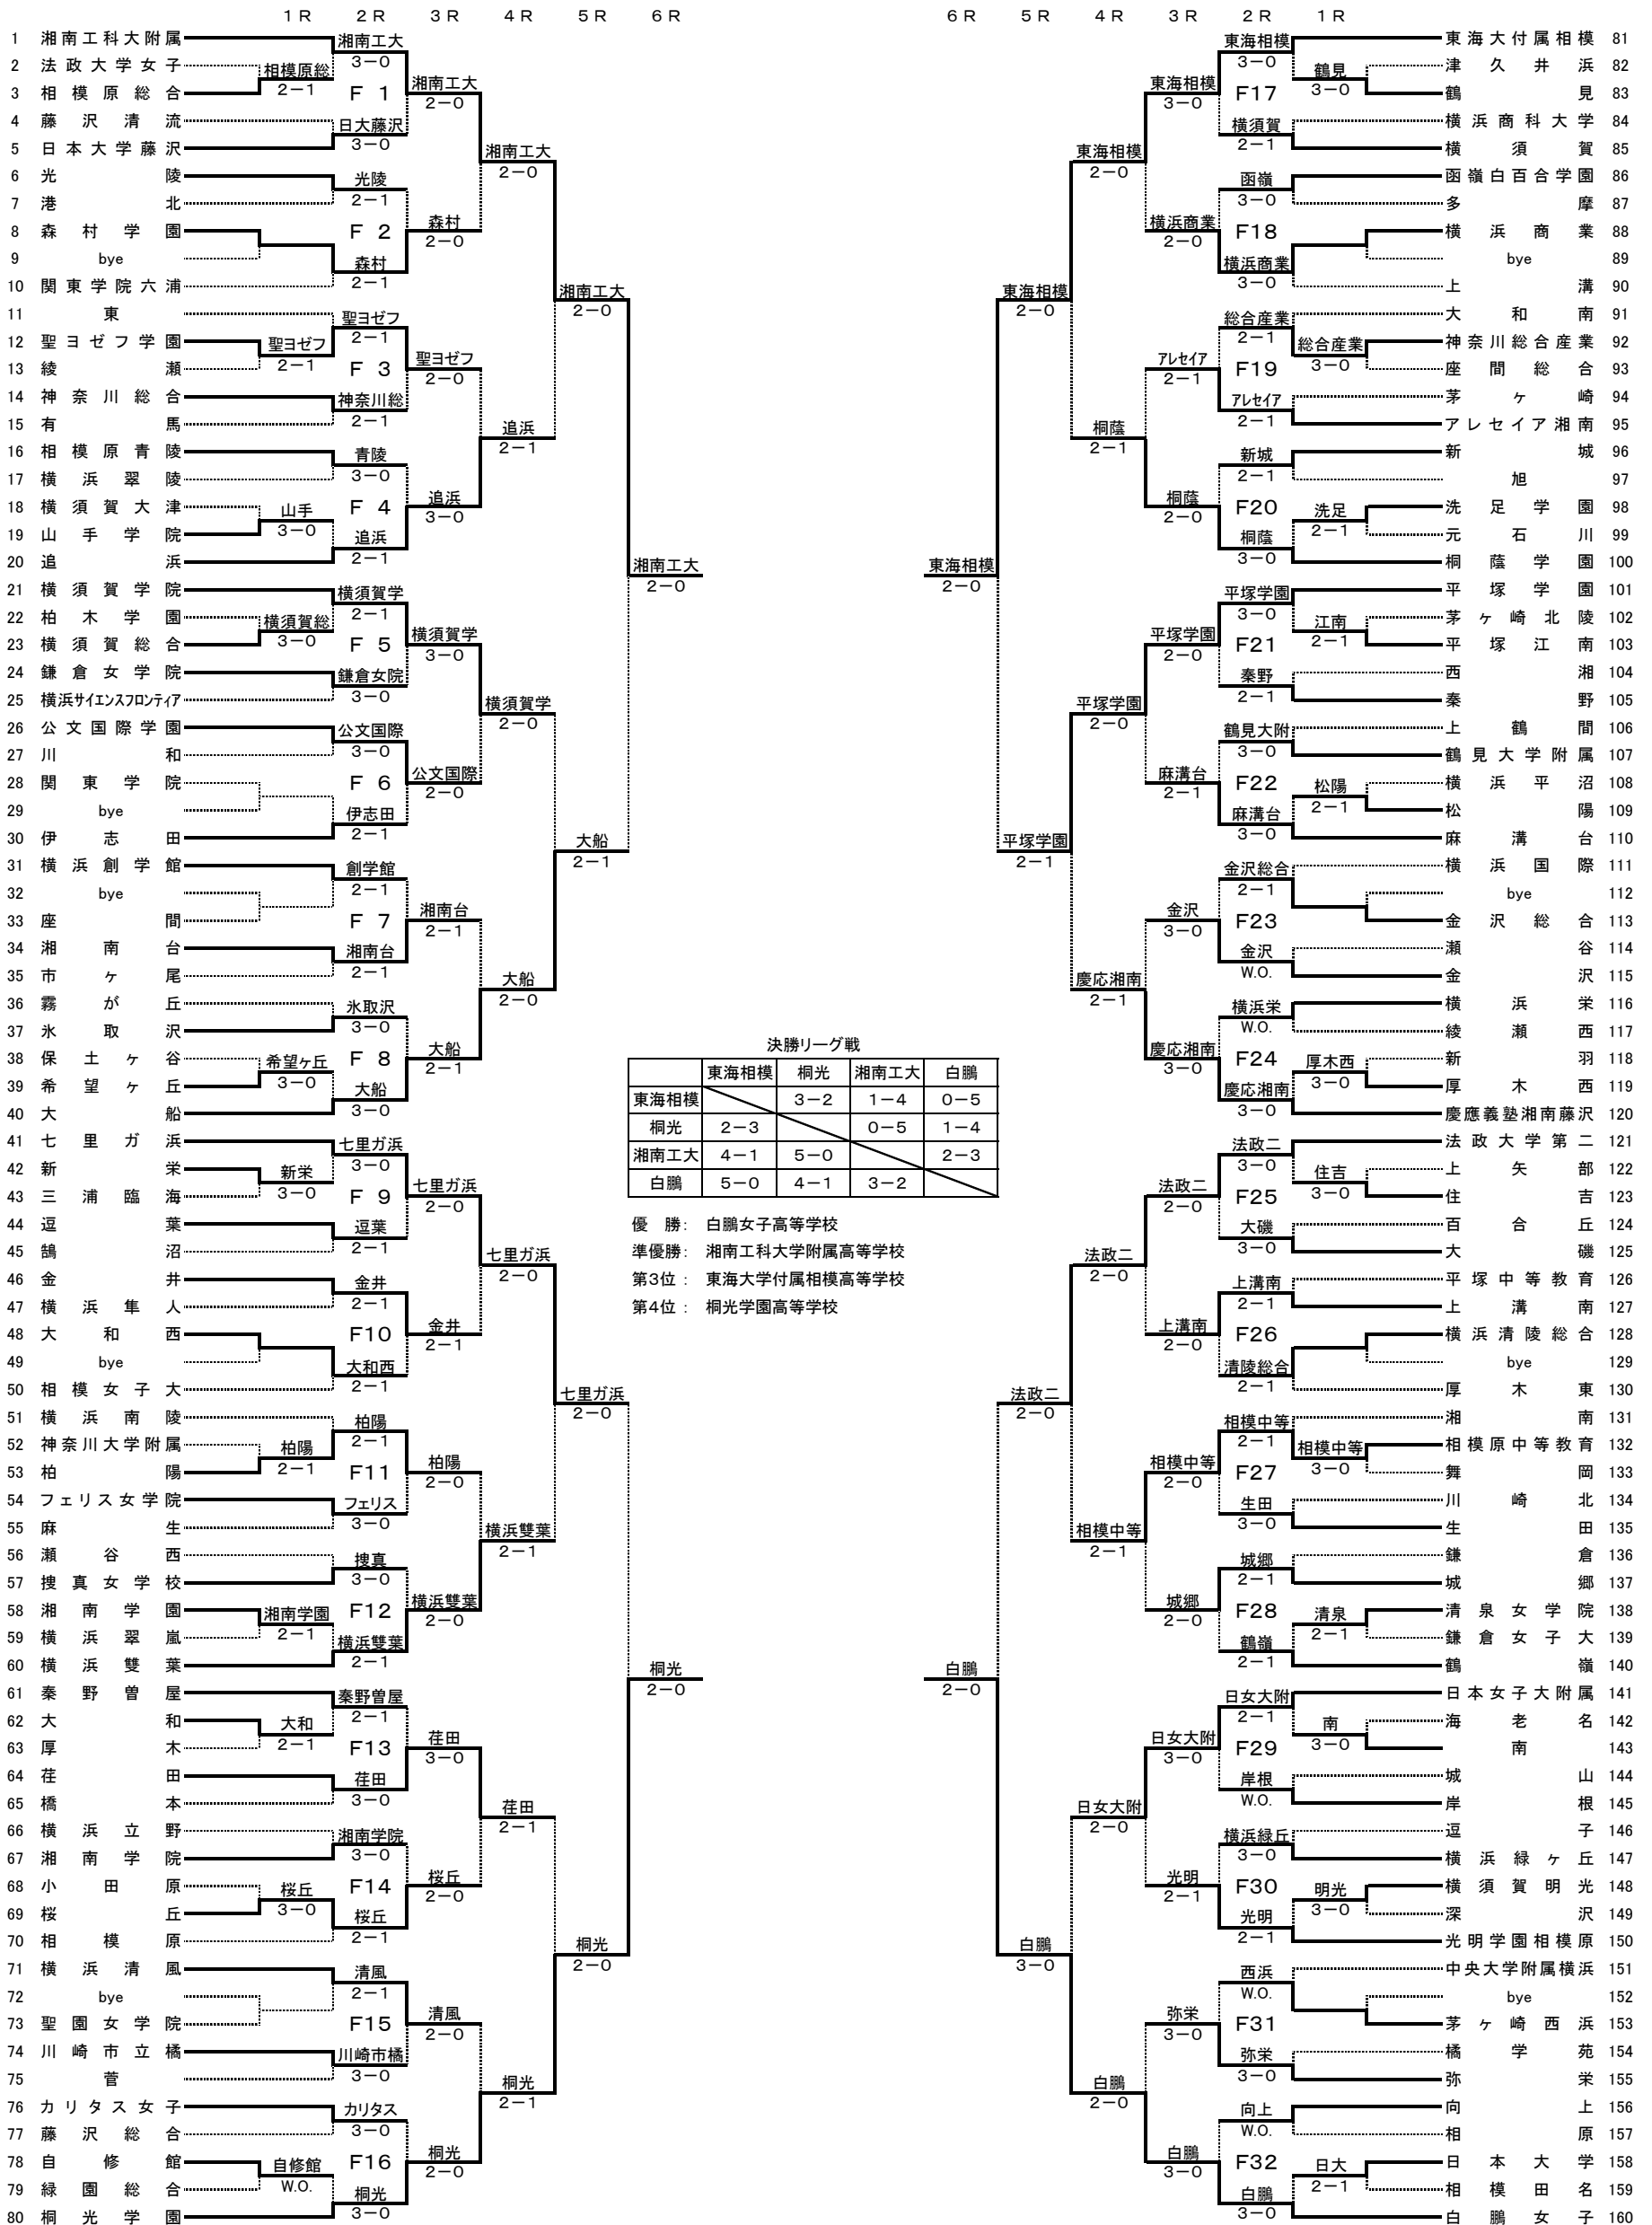 1R 2R 3R 4R 5R 6R
6R 5R 4R 3R 2R 1R
1 湘南工科大附属
2 法政大学女子
3 相模原総合
4 藤沢清流
5 日本大学藤沢
6 光陵
7 港北
8 森村学園
9 bye
10 関東学院六浦
11 東
12 聖ヨゼフ学園
13 綾瀬
14 神奈川総合
15 有馬
16 相模原青陵
17 横浜翠陵
18 横須賀大津
19 山手学院
20 追浜
21 横須賀学院
22 柏木学園
23 横須賀総合
24 鎌倉女学院
25 横浜サイエンスフロンティア
26 公文国際学園
27 川和
28 関東学院
29 bye
30 伊志田
31 横浜創学館
32 bye
33 座間
34 湘南台
35 市ヶ尾
36 霧が丘
37 氷取沢
38 保土ヶ谷
39 希望ヶ丘
40 大船
41 七里ガ浜
42 新栄
43 三浦臨海
44 逗葉
45 鵠沼
46 金井
47 横浜隼人
48 大和西
49 bye
50 相模女子大
51 横浜南陵
52 神奈川大学附属
53 柏陽
54 フェリス女学院
55 麻生
56 瀬谷西
57 捜真女学校
58 湘南学園
59 横浜翠嵐
60 横浜雙葉
61 秦野曽屋
62 大和
63 厚木
64 荏田
65 橋本
66 横浜立野
67 湘南学院
68 小田原
69 桜丘
70 相模原
71 横浜清風
72 bye
73 聖園女学院
74 川崎市立橘
75 菅
76 カリタス女子
77 藤沢総合
78 自修館
79 緑園総合
80 桐光学園
相模原総 2-1
聖ヨゼフ 2-1
山手 3-0
横須賀総 3-0
希望ヶ丘 3-0
新栄 3-0
柏陽 2-1
湘南学園 2-1
大和 2-1
桜丘 3-0
自修館 W.O.
湘南工大 3-0
F 1
日大藤沢 3-0
光陵 2-1
F 2
森村 2-1
聖ヨゼフ 2-1
F 3
神奈川総 2-1
青陵 3-0
F 4
追浜 2-1
横須賀学 2-1
F 5
鎌倉女院 3-0
公文国際 3-0
F 6
伊志田 2-1
創学館 2-1
F 7
湘南台 2-1
氷取沢 3-0
F 8
大船 3-0
七里ガ浜 3-0
F 9
逗葉 2-1
金井 2-1
F10
大和西 2-1
柏陽 2-1
F11
フェリス 3-0
捜真 3-0
F12
横浜雙葉 2-1
秦野曽屋 2-1
F13
荏田 3-0
湘南学院 3-0
F14
桜丘 2-1
清風 2-1
F15
川崎市橘 3-0
カリタス 3-0
F16
桐光 3-0
湘南工大 2-0
森村 2-0
聖ヨゼフ 2-0
追浜 3-0
横須賀学 3-0
公文国際 2-0
湘南台 2-1
大船 2-1
七里ガ浜 2-0
金井 2-1
柏陽 2-0
横浜雙葉 2-0
荏田 3-0
桜丘 2-0
清風 2-0
桐光 2-0
湘南工大 2-0
追浜 2-1
横須賀学 2-0
大船 2-0
七里ガ浜 2-0
横浜雙葉 2-1
荏田 2-1
桐光 2-1
湘南工大 2-0
大船 2-1
七里ガ浜 2-0
桐光 2-0
湘南工大 2-0
桐光 2-0
決勝リーグ戦
東海相模 桐光 湘南工大 白鵬
東海相模 3-2 1-4 0-5
桐光 2-3 0-5 1-4
湘南工大 4-1 5-0 2-3
白鵬 5-0 4-1 3-2
優 勝: 白鵬女子高等学校
準優勝: 湘南工科大学附属高等学校
第3位: 東海大学付属相模高等学校
第4位: 桐光学園高等学校
東海相模 2-0
白鵬 2-0
東海相模 2-0
平塚学園 2-1
法政二 2-0
白鵬 3-0
東海相模 2-0
桐蔭 2-1
平塚学園 2-0
慶応湘南 2-1
法政二 2-0
相模中等 2-1
日女大附 2-0
白鵬 2-0
東海相模 3-0
横浜商業 2-0
アレセイア 2-1
桐蔭 2-0
平塚学園 2-0
麻溝台 2-1
金沢 3-0
慶応湘南 3-0
法政二 2-0
上溝南 2-0
相模中等 2-0
城郷 2-0
日女大附 3-0
光明 2-1
弥栄 3-0
白鵬 3-0
東海相模 3-0
F17
横須賀 2-1
函嶺 3-0
F18
横浜商業 3-0
総合産業 2-1
F19
アレセイア 2-1
新城 2-1
F20
桐蔭 3-0
平塚学園 3-0
F21
秦野 2-1
鶴見大附 3-0
F22
麻溝台 3-0
金沢総合 2-1
F23
金沢 W.O.
横浜栄 W.O.
F24
慶応湘南 3-0
法政二 3-0
F25
大磯 3-0
上溝南 2-1
F26
清陵総合 2-1
相模中等 2-1
F27
生田 3-0
城郷 2-1
F28
鶴嶺 2-1
日女大附 2-1
F29
岸根 W.O.
横浜緑丘 3-0
F30
光明 2-1
西浜 W.O.
F31
弥栄 3-0
向上 W.O.
F32
白鵬 3-0
鶴見 3-0
総合産業 3-0
洗足 2-1
江南 2-1
松陽 2-1
厚木西 3-0
住吉 3-0
相模中等 3-0
清泉 2-1
南 3-0
明光 3-0
日大 2-1
東海大付属相模 81
津久井浜 82
鶴見 83
横浜商科大学 84
横須賀 85
函嶺白百合学園 86
多摩 87
横浜商業 88
bye 89
上溝 90
大和南 91
神奈川総合産業 92
座間総合 93
茅ヶ崎 94
アレセイア湘南 95
新城 96
旭 97
洗足学園 98
元石川 99
桐蔭学園 100
平塚学園 101
茅ヶ崎北陵 102
平塚江南 103
西湘 104
秦野 105
上鶴間 106
鶴見大学附属 107
横浜平沼 108
松陽 109
麻溝台 110
横浜国際 111
bye 112
金沢総合 113
瀬谷 114
金沢 115
横浜栄 116
綾瀬西 117
新羽 118
厚木西 119
慶應義塾湘南藤沢 120
法政大学第二 121
上矢部 122
住吉 123
百合丘 124
大磯 125
平塚中等教育 126
上溝南 127
横浜清陵総合 128
bye 129
厚木東 130
湘南 131
相模原中等教育 132
舞岡 133
川崎北 134
生田 135
鎌倉 136
城郷 137
清泉女学院 138
鎌倉女子大 139
鶴嶺 140
日本女子大附属 141
海老名 142
南 143
城山 144
岸根 145
逗子 146
横浜緑ヶ丘 147
横須賀明光 148
深沢 149
光明学園相模原 150
中央大学附属横浜 151
bye 152
茅ヶ崎西浜 153
橘学苑 154
弥栄 155
向上 156
相原 157
日本大学 158
相模田名 159
白鵬女子 160